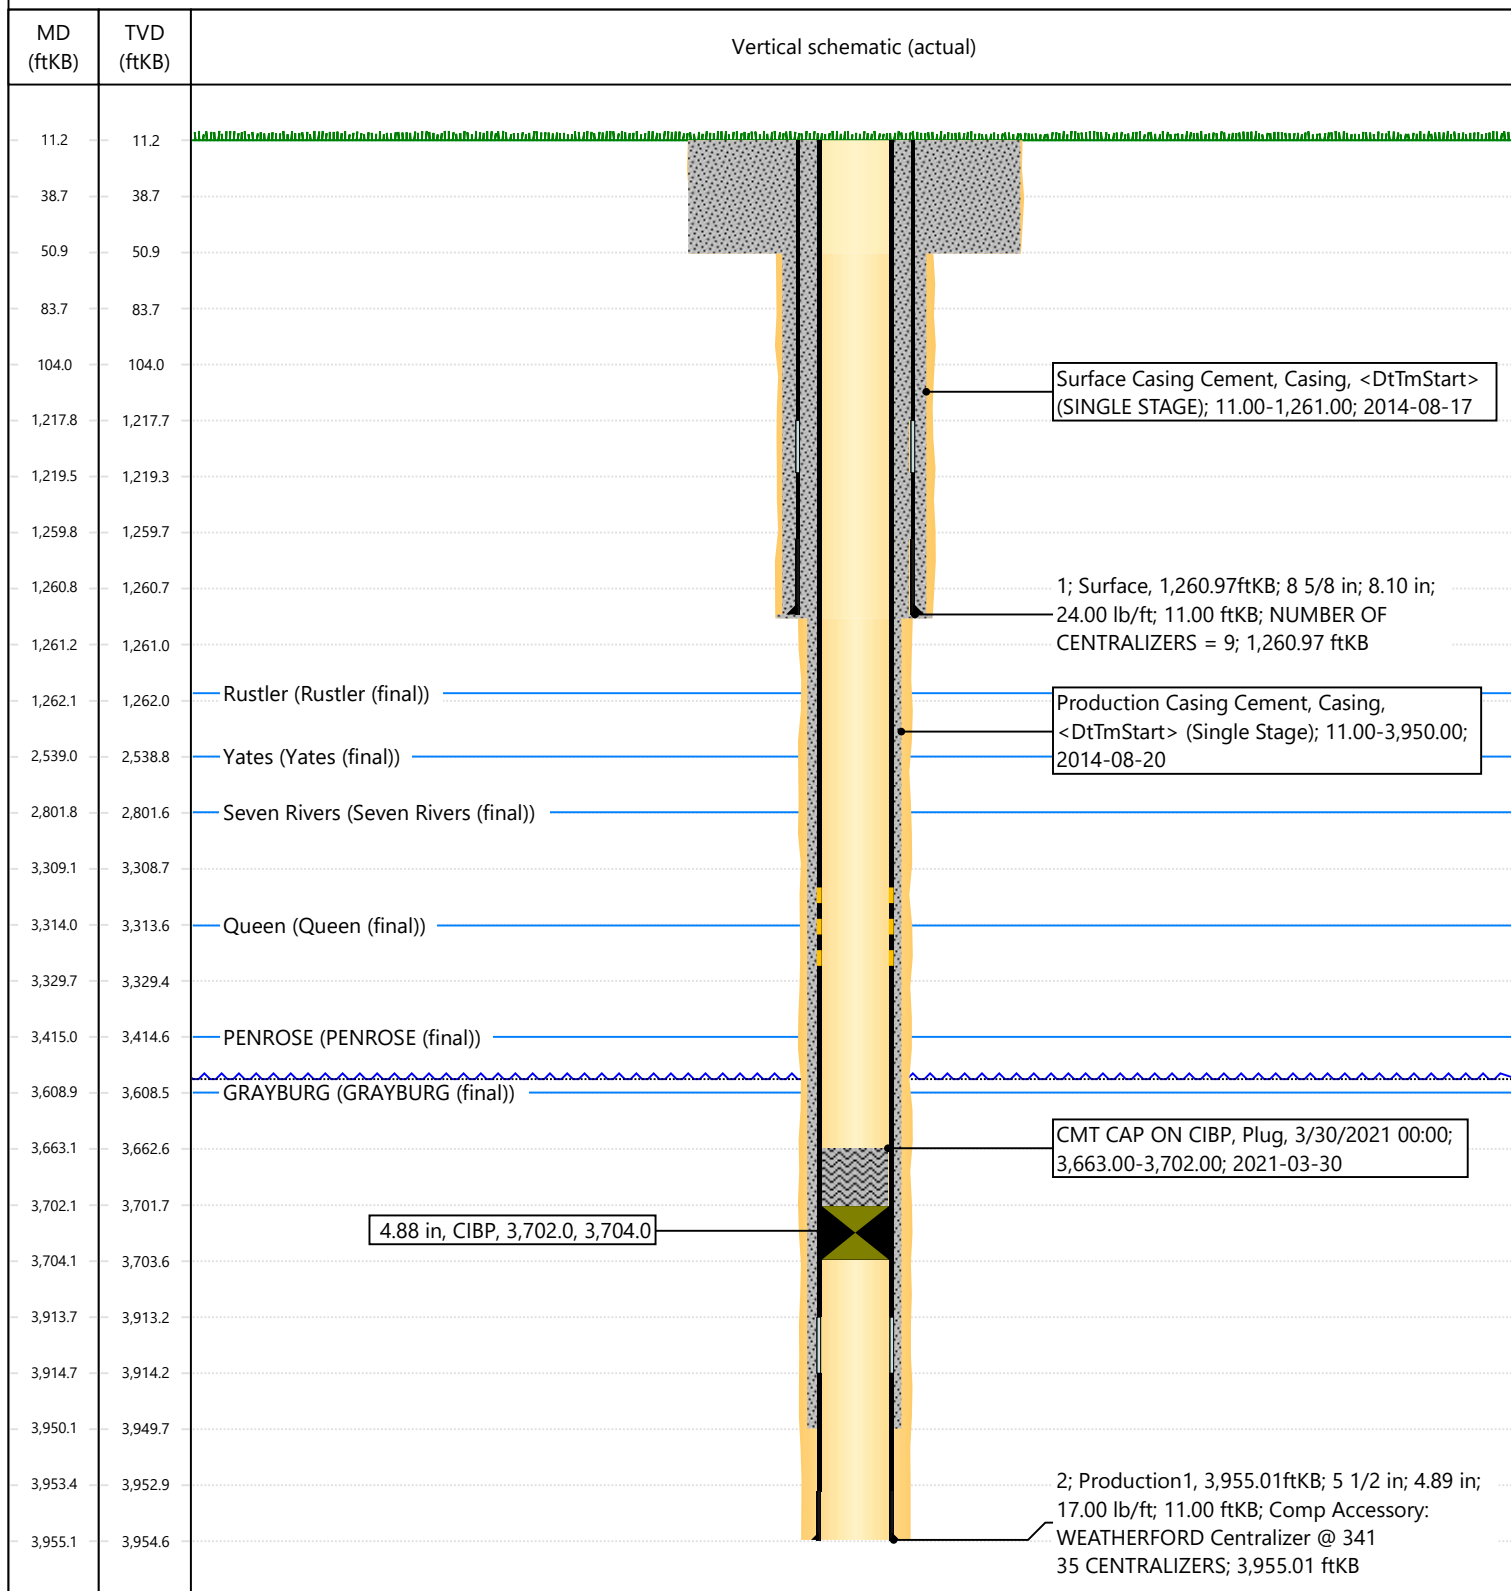 MD
(ftKB)
TVD
(ftKB)
Vertical schematic (actual)
11.2 11.2
38.7 38.7
50.9 50.9
83.7 83.7
104.0 104.0
Surface Casing Cement, Casing, <DtTmStart>
(SINGLE STAGE); 11.00-1,261.00; 2014-08-17
1,217.8 1,217.7
1,219.5 1,219.3
1,259.8 1,259.7
1,260.8 1,260.7
1; Surface, 1,260.97ftKB; 8 5/8 in; 8.10 in;
24.00 lb/ft; 11.00 ftKB; NUMBER OF
CENTRALIZERS = 9; 1,260.97 ftKB
1,261.2 1,261.0
Rustler (Rustler (final))
1,262.1 1,262.0
Production Casing Cement, Casing,
<DtTmStart> (Single Stage); 11.00-3,950.00;
2014-08-20
2,539.0 2,538.8 Yates (Yates (final))
2,801.8 2,801.6 Seven Rivers (Seven Rivers (final))
3,309.1 3,308.7
3,314.0 3,313.6 Queen (Queen (final))
3,329.7 3,329.4
3,415.0 3,414.6 PENROSE (PENROSE (final))
3,608.9 3,608.5 GRAYBURG (GRAYBURG (final))
3,663.1 3,662.6
CMT CAP ON CIBP, Plug, 3/30/2021 00:00;
3,663.00-3,702.00; 2021-03-30
3,702.1 3,701.7
4.88 in, CIBP, 3,702.0, 3,704.0
3,704.1 3,703.6
3,913.7 3,913.2
3,914.7 3,914.2
3,950.1 3,949.7
3,953.4 3,952.9
2; Production1, 3,955.01ftKB; 5 1/2 in; 4.89 in;
17.00 lb/ft; 11.00 ftKB; Comp Accessory:
WEATHERFORD Centralizer @ 341
35 CENTRALIZERS; 3,955.01 ftKB
3,955.1 3,954.6